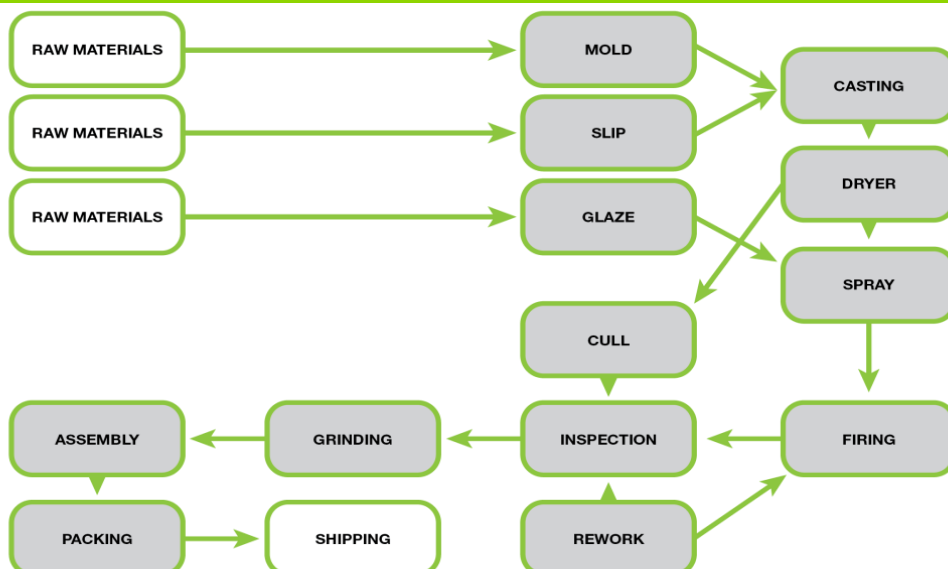 RAW MATERIALS
MOLD
CASTING
RAW MATERIALS
SLIP
DRYER
RAW MATERIALS
GLAZE
SPRAY
CULL
ASSEMBLY
GRINDING
INSPECTION
FIRING
PACKING
SHIPPING
REWORK